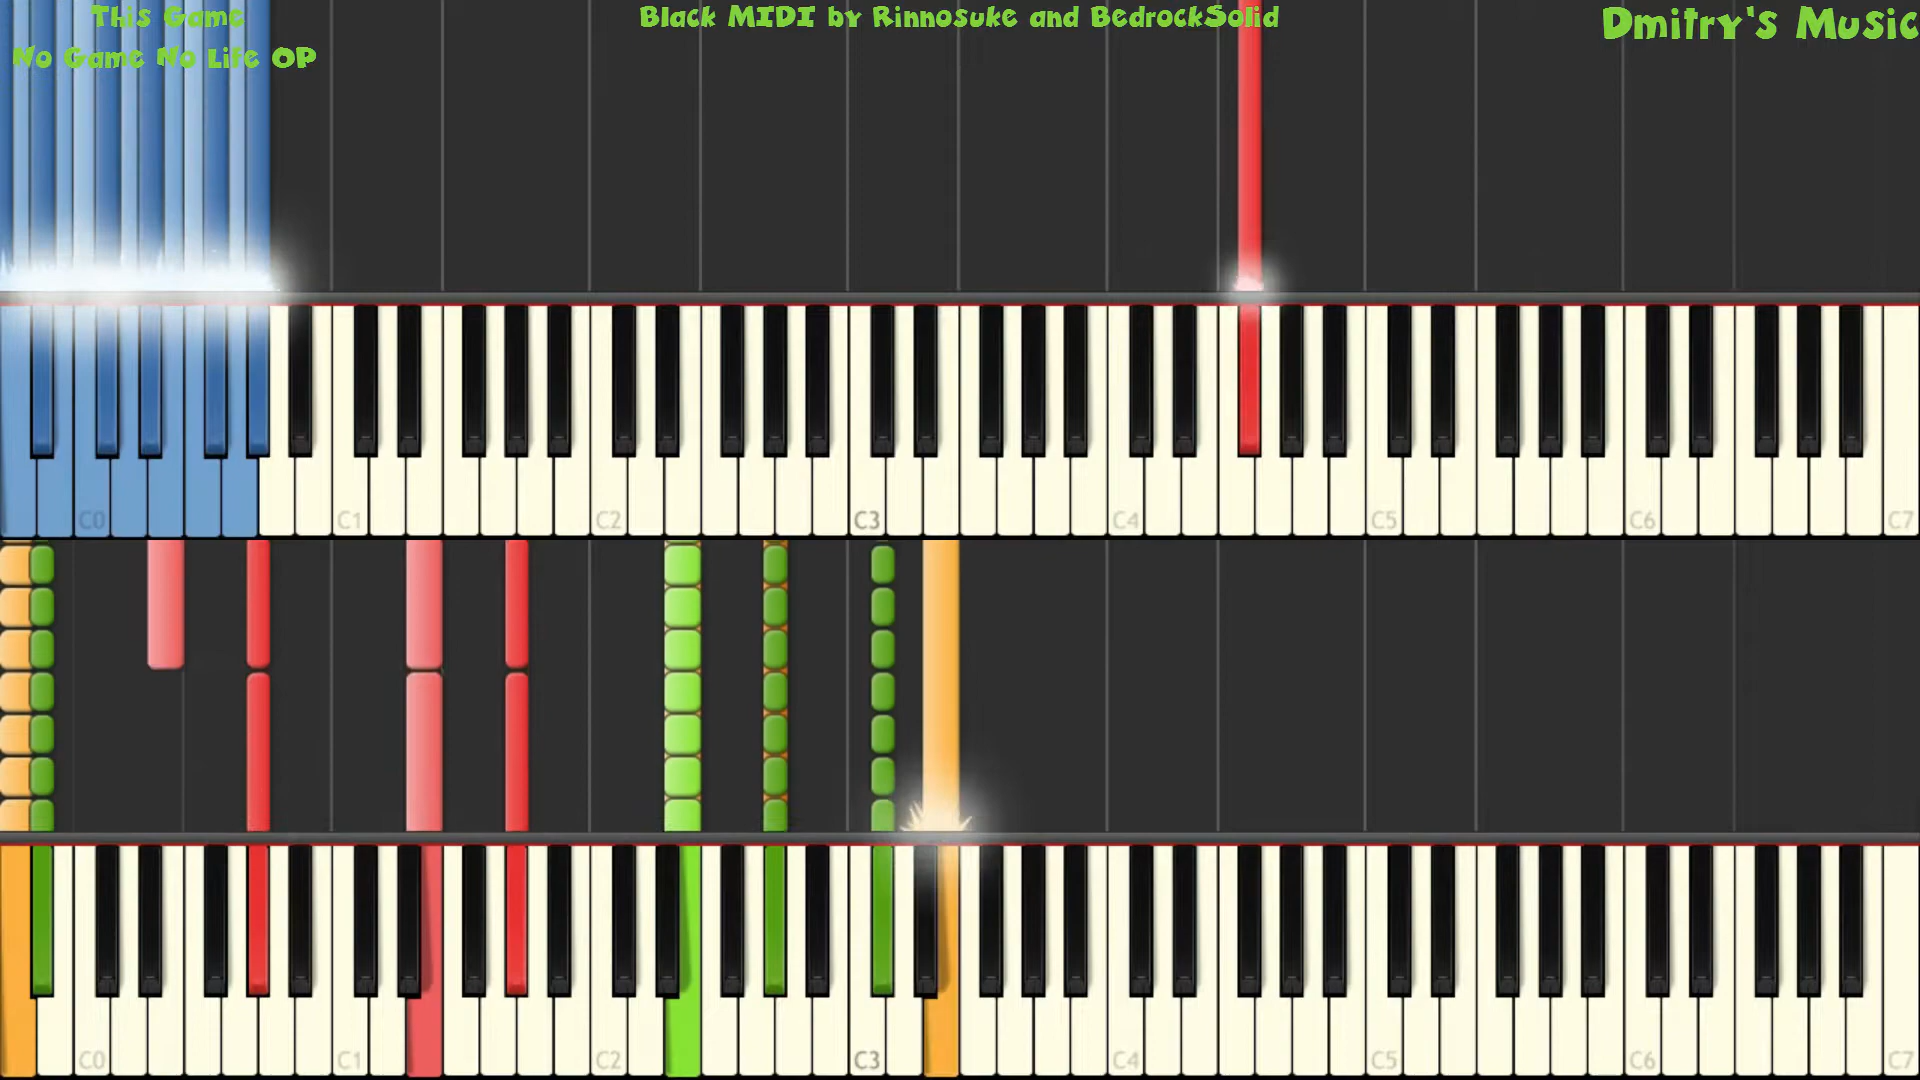 This Game
No Game No Life OP
Black MIDI by Rinnosuke and BedrockSolid
Dmitry's Music
C0 C1 C2 C3 C4 C5 C6 C7
C0 C1 C2 C3 C4 C5 C6 C7